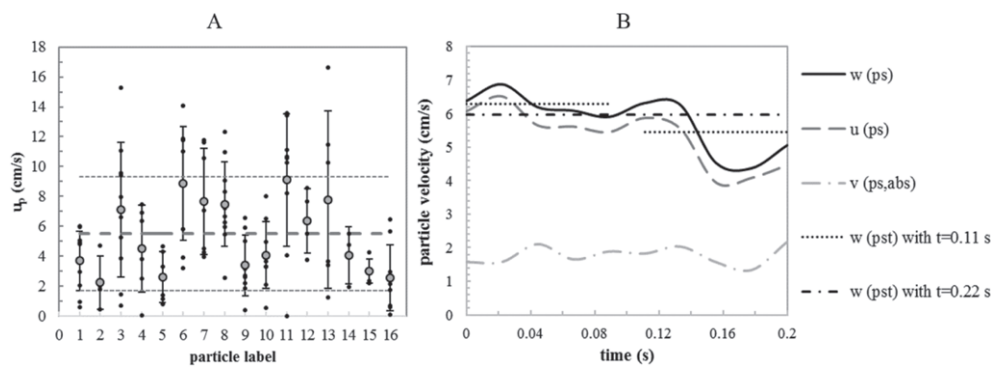 A
18
16
14
12
10
8
6
4
2
0
u_p (cm/s)
0 1 2 3 4 5 6 7 8 9 10 11 12 13 14 15 16
particle label
B
8
7
6
5
4
3
2
1
0
particle velocity (cm/s)
0 0.04 0.08 0.12 0.16 0.2
time (s)
w (ps)
u (ps)
v (ps,abs)
w (pst) with t=0.11 s
w (pst) with t=0.22 s